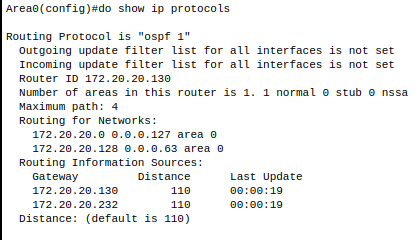 Area0(config)#do show ip protocols
Routing Protocol is "ospf 1"
Outgoing update filter list for all interfaces is not set
Incoming update filter list for all interfaces is not set
Router ID 172.20.20.130
Number of areas in this router is 1. 1 normal 0 stub 0 nssa
Maximum path: 4
Routing for Networks:
172.20.20.0 0.0.0.127 area 0
172.20.20.128 0.0.0.63 area 0
Routing Information Sources:
Gateway Distance Last Update
172.20.20.130 110 00:00:19
172.20.20.232 110 00:00:19
Distance: (default is 110)